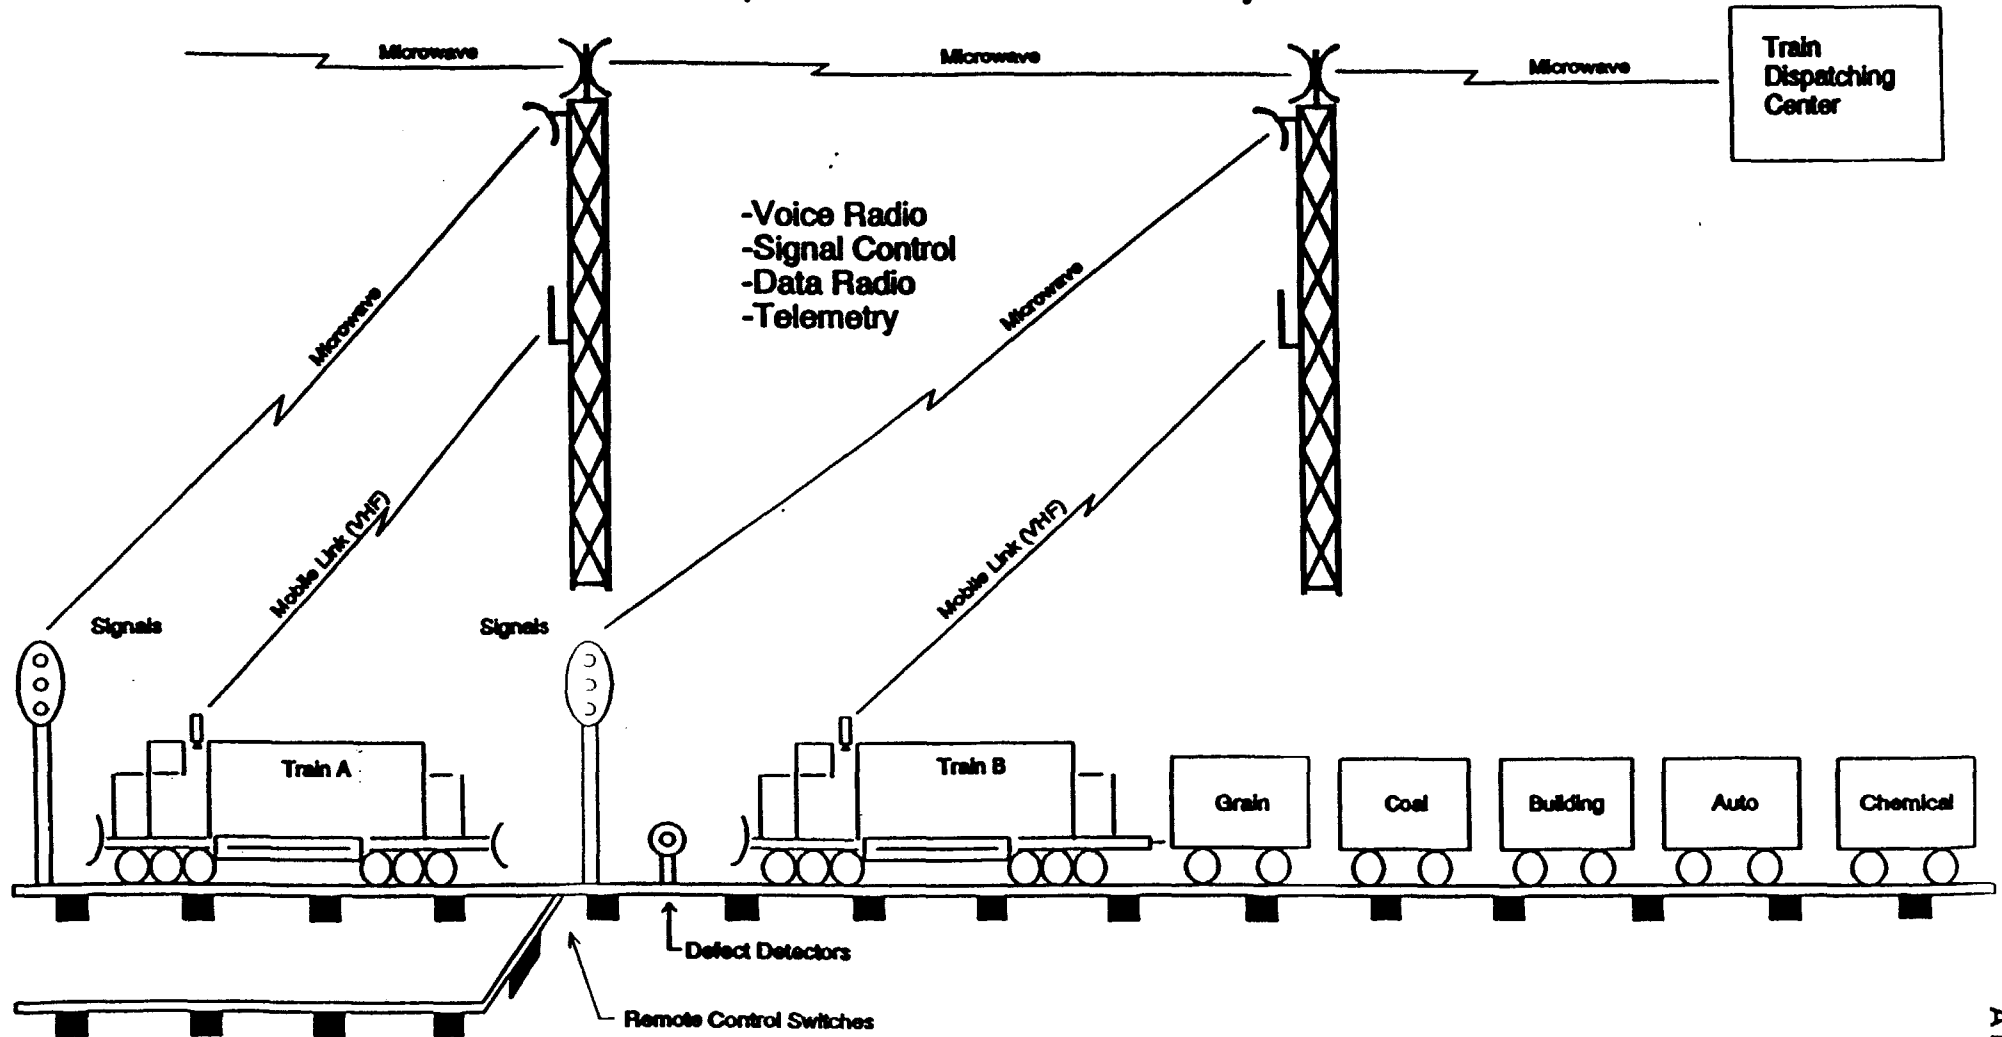 Microwave
Microwave
Microwave
Train
Dispatching
Center
-Voice Radio
-Signal Control
-Data Radio
-Telemetry
Microwave
Microwave
Mobile Link (VHF)
Mobile Link (VHF)
Signals
Signals
Train A
Train B
Grain
Coal
Building
Auto
Chemical
Defect Detectors
Remote Control Switches